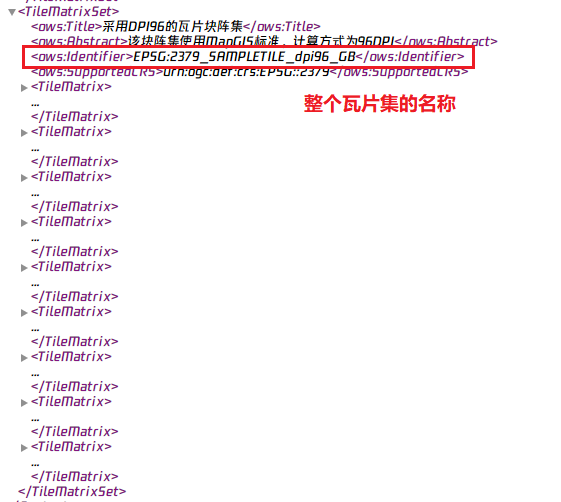 <TileMatrixSet>
<ows:Title>采用DPI96的瓦片块阵集</ows:Title>
<ows:Abstract>该块阵集使用MapGIS标准，计算方式为96DPI</ows:Abstract>
<ows:Identifier>EPSG:2379_SAMPLETILE_dpi96_GB</ows:Identifier>
<ows:SupportedCRS>urn:ogc:def:crs:EPSG::2379</ows:SupportedCRS>
<TileMatrix>
整个瓦片集的名称
...
</TileMatrix>
<TileMatrix>
...
</TileMatrix>
<TileMatrix>
...
</TileMatrix>
<TileMatrix>
...
</TileMatrix>
<TileMatrix>
...
</TileMatrix>
<TileMatrix>
...
</TileMatrix>
<TileMatrix>
...
</TileMatrix>
<TileMatrix>
...
</TileMatrix>
<TileMatrix>
...
</TileMatrix>
</TileMatrixSet>